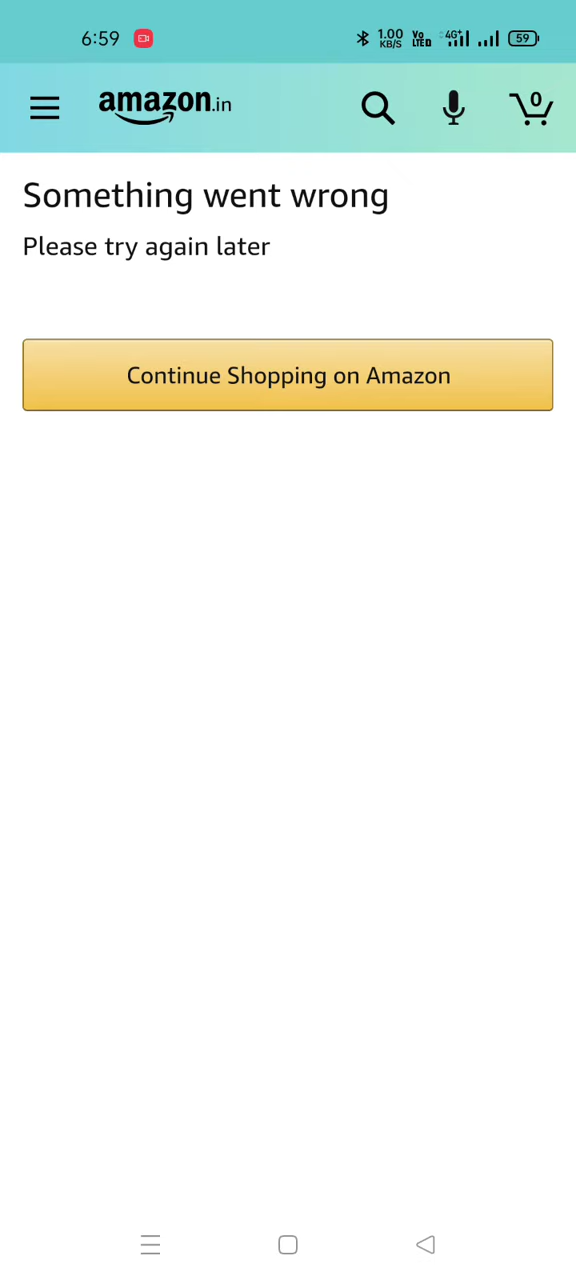 6:59 1.00 KB/S Vo LTED 4G+ 59
amazon.in 0
Something went wrong
Please try again later
Continue Shopping on Amazon